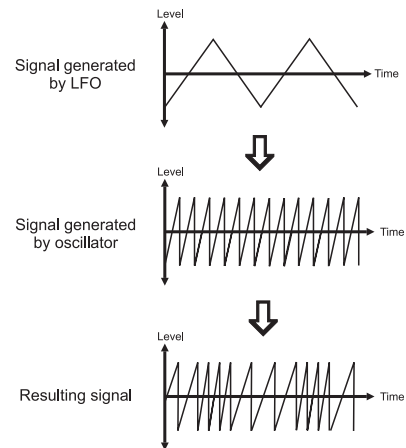 Level
Signal generated
by LFO
Time
Level
Signal generated
by oscillator
Time
Level
Resulting signal
Time